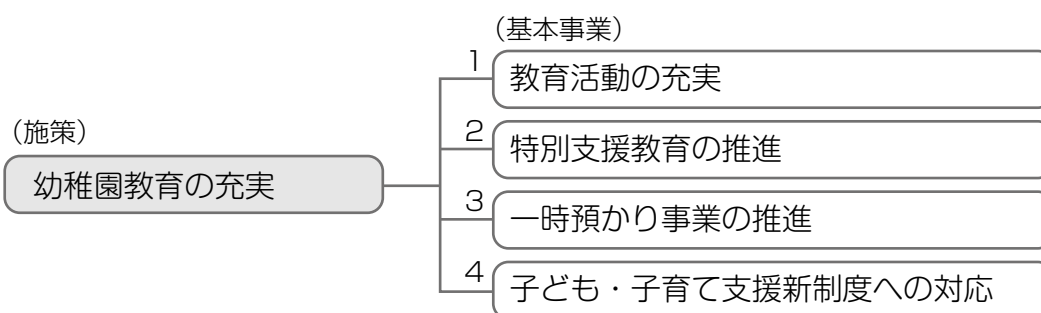 (基本事業)
1 教育活動の充実
(施策)
2 特別支援教育の推進
幼稚園教育の充実
3 一時預かり事業の推進
4 子ども・子育て支援新制度への対応